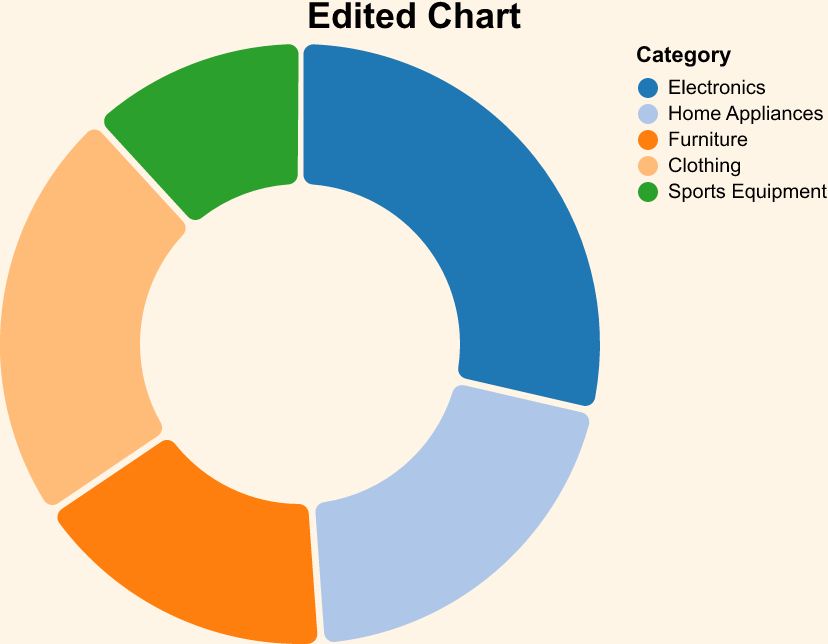 Edited Chart
Category
Electronics
Home Appliances
Furniture
Clothing
Sports Equipment